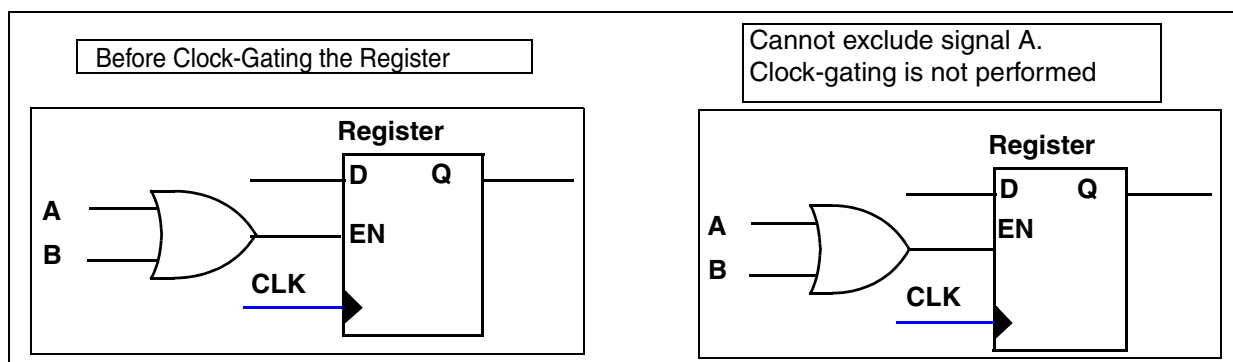 Before Clock-Gating the Register
Cannot exclude signal A.
Clock-gating is not performed
Register
D Q
A
EN
B
CLK
Register
D Q
A
EN
B
CLK